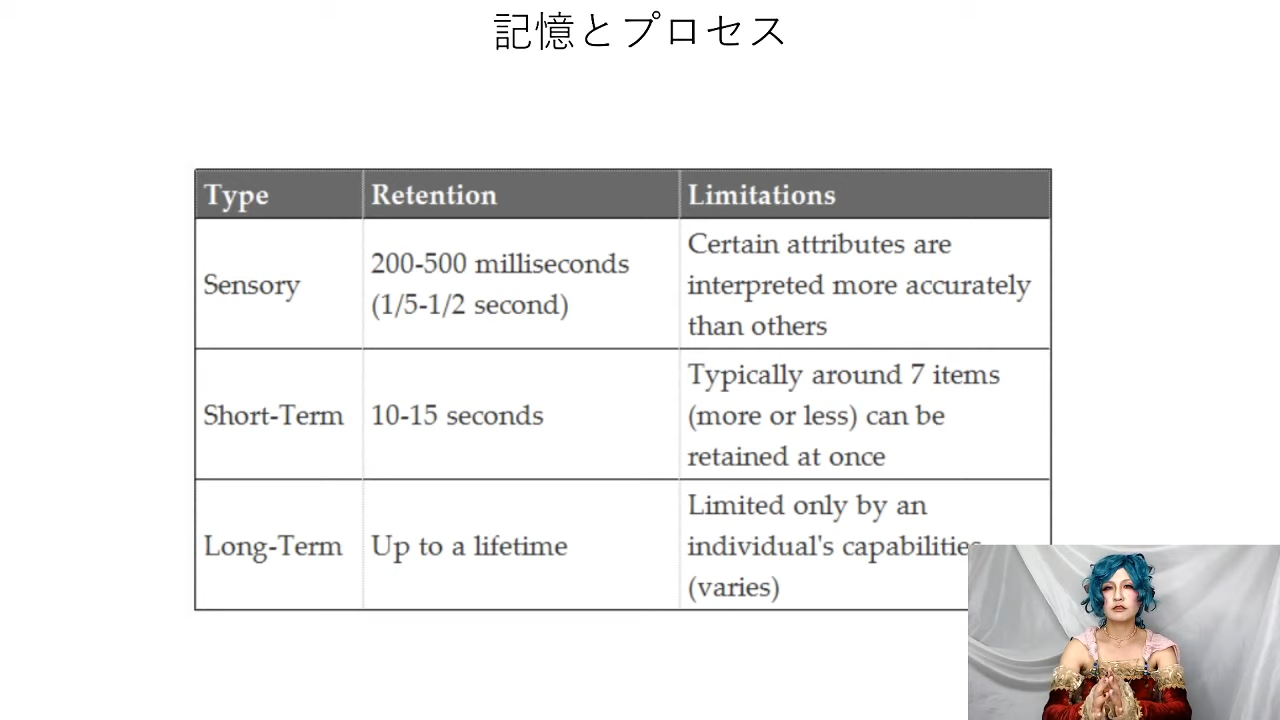 記憶とプロセス
Type Retention Limitations
Sensory
200-500 milliseconds
(1/5-1/2 second)
Certain attributes are
interpreted more accurately
than others
Short-Term
10-15 seconds
Typically around 7 items
(more or less) can be
retained at once
Long-Term
Up to a lifetime
Limited only by an
individual's capabilities
(varies)